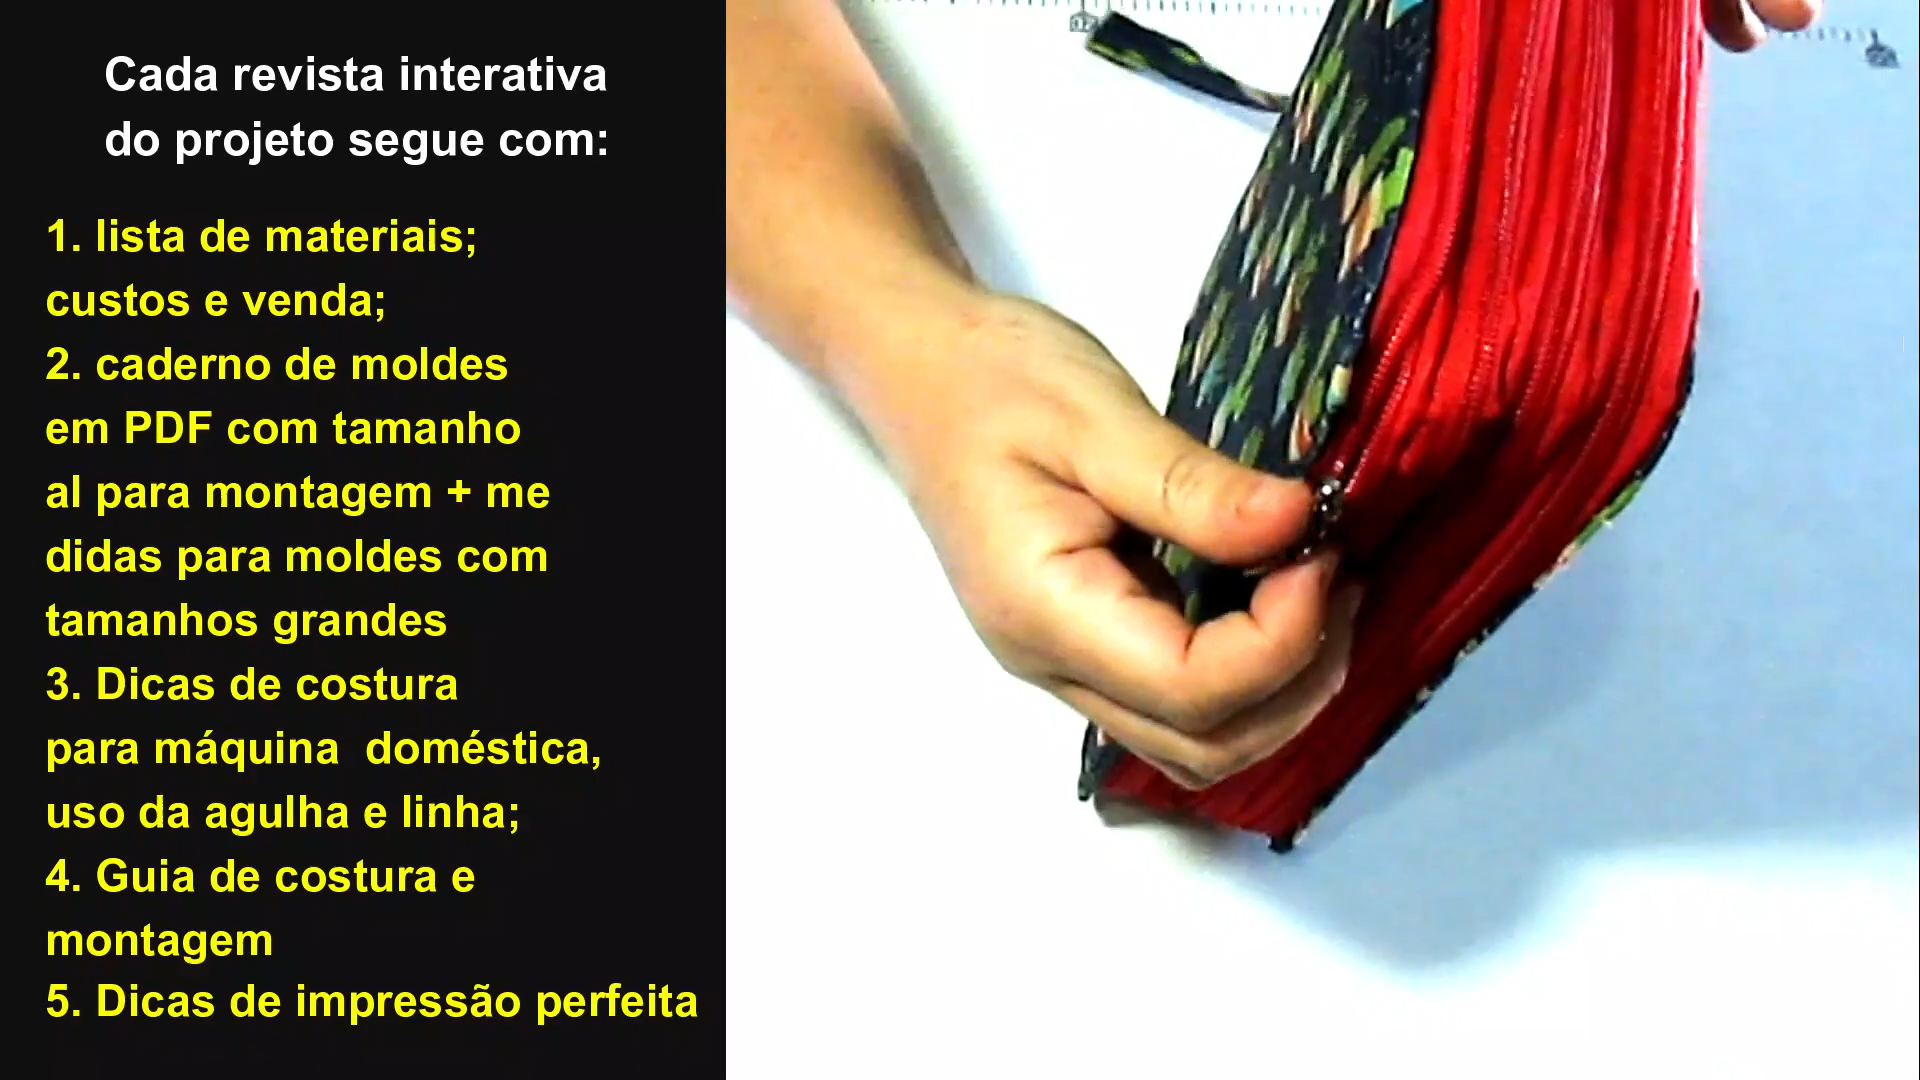 Cada revista interativa
do projeto segue com:
1. lista de materiais;
custos e venda;
2. caderno de moldes
em PDF com tamanho
al para montagem + me
didas para moldes com
tamanhos grandes
3. Dicas de costura
para máquina  doméstica,
uso da agulha e linha;
4. Guia de costura e
montagem
5. Dicas de impressão perfeita